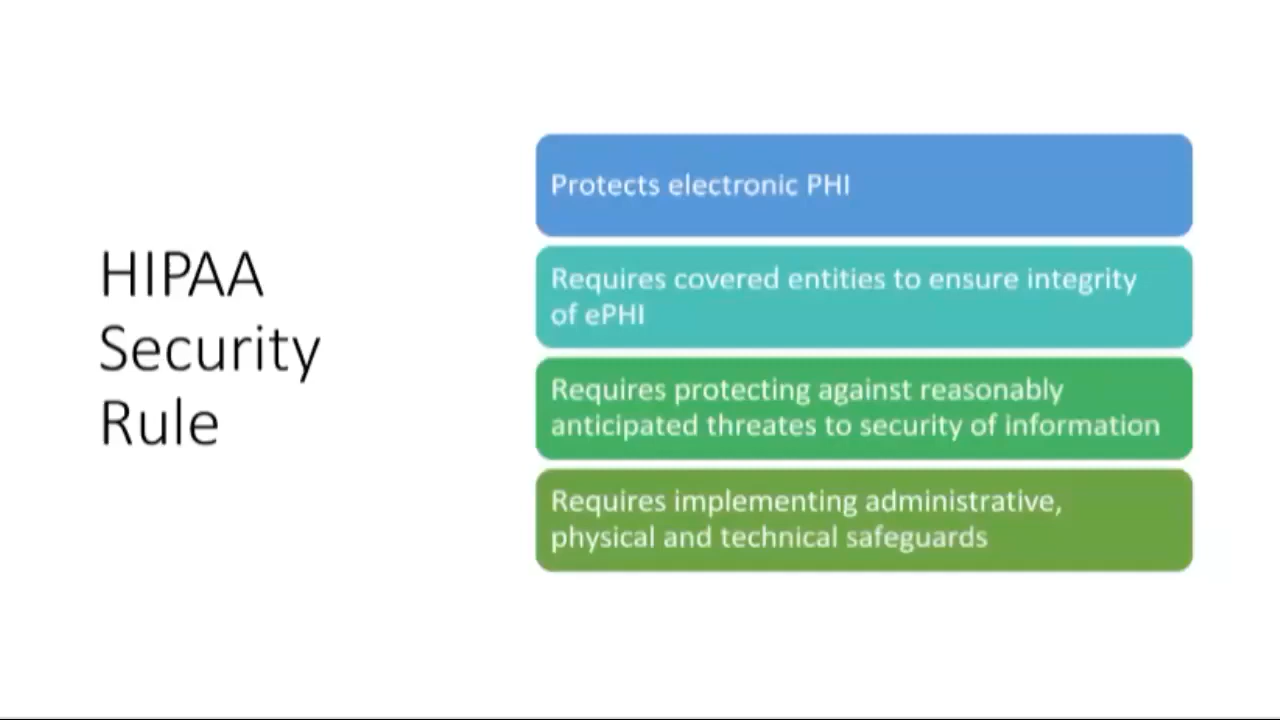 HIPAA
Security
Rule
Protects electronic PHI
Requires covered entities to ensure integrity
of ePHI
Requires protecting against reasonably
anticipated threates to security of information
Requires implementing administrative,
physical and technical safeguards